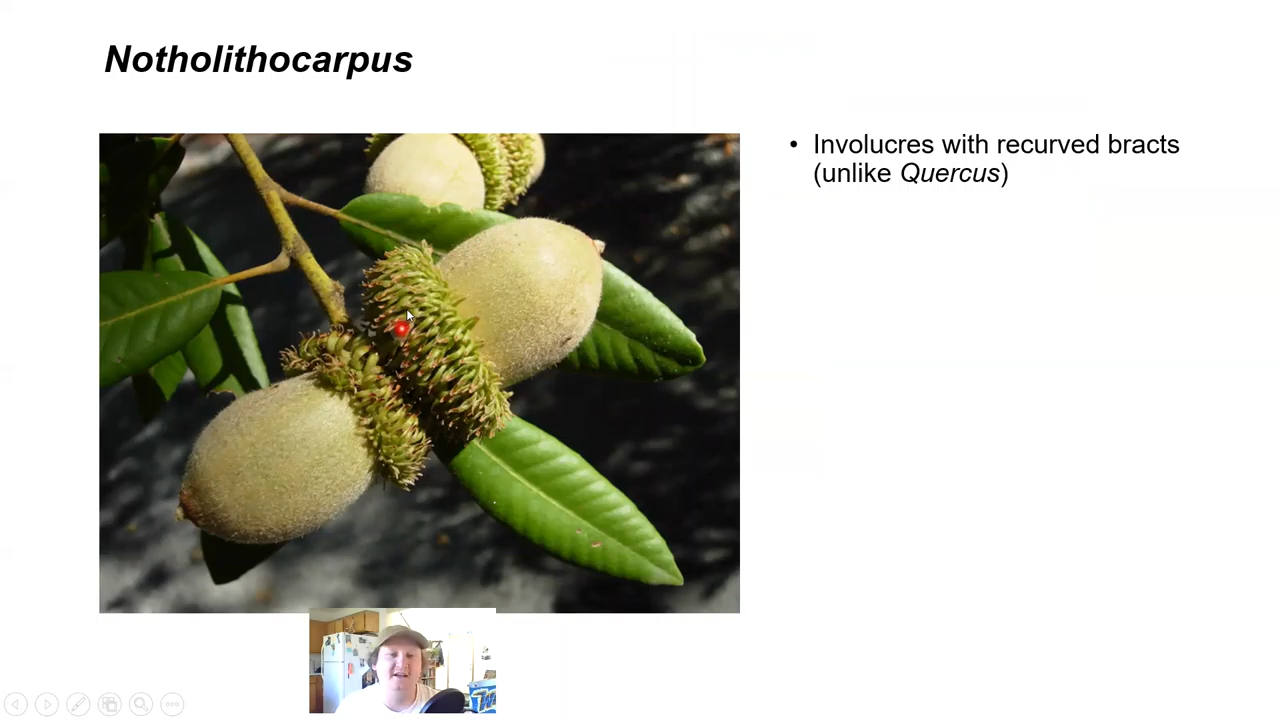 Notholithocarpus
• Involucres with recurved bracts
(unlike Quercus)